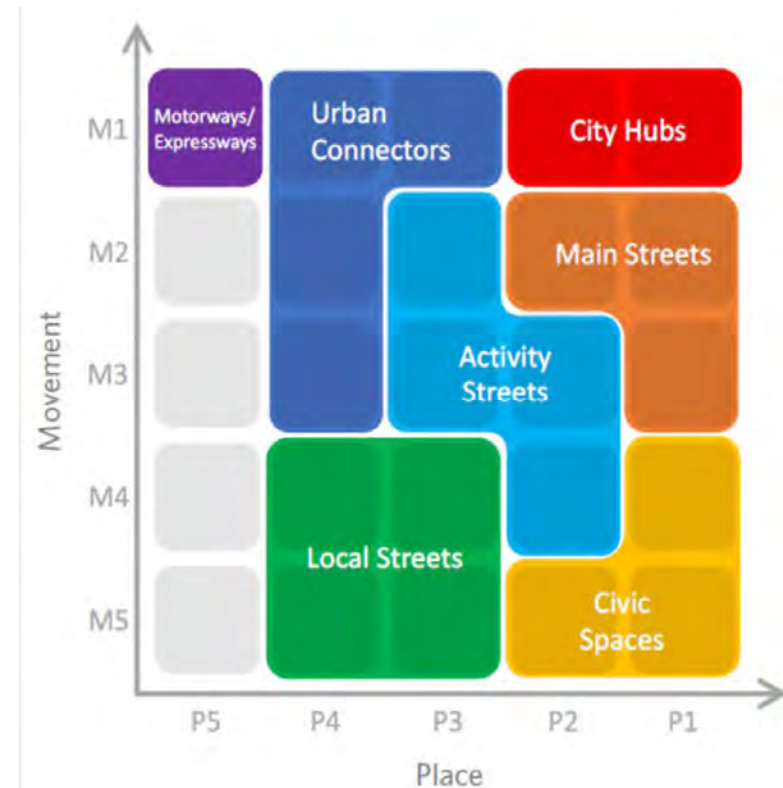 M1
Motorways/
Expressways
Urban
Connectors
City Hubs
M2
Main Streets
Movement
M3
Activity
Streets
M4
Local Streets
M5
Civic
Spaces
P5
P4
P3
P2
P1
Place